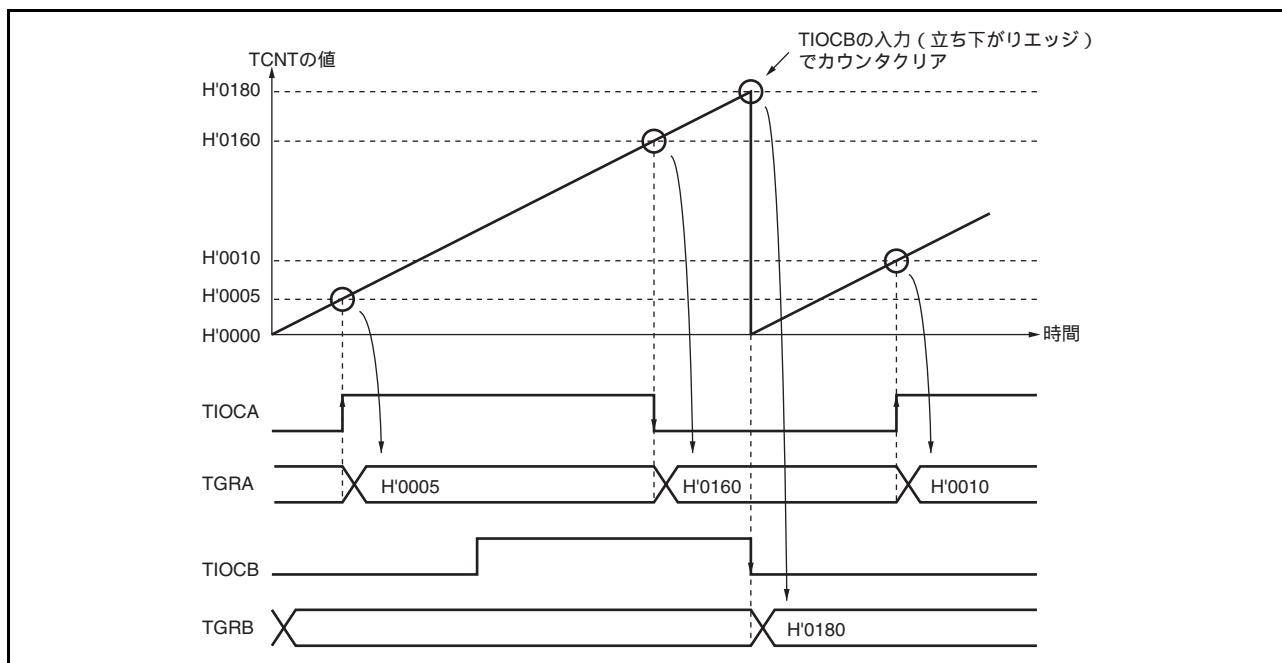 TIOCBの入力（立ち下がりエッジ）
でカウンタクリア
TCNTの値
H'0180
H'0160
H'0010
H'0005
H'0000
時間
TIOCA
TGRA
H'0005
H'0160
H'0010
TIOCB
TGRB
H'0180